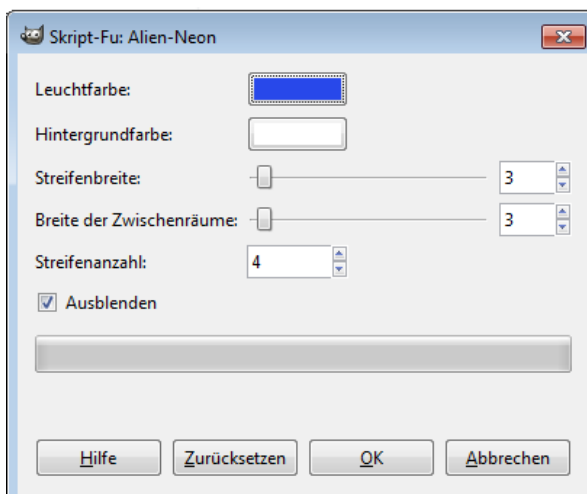 Skript-Fu: Alien-Neon
Leuchtfarbe:
Hintergrundfarbe:
Streifenbreite: 3
Breite der Zwischenräume: 3
Streifenanzahl: 4
Ausblenden
Hilfe Zurücksetzen OK Abbrechen